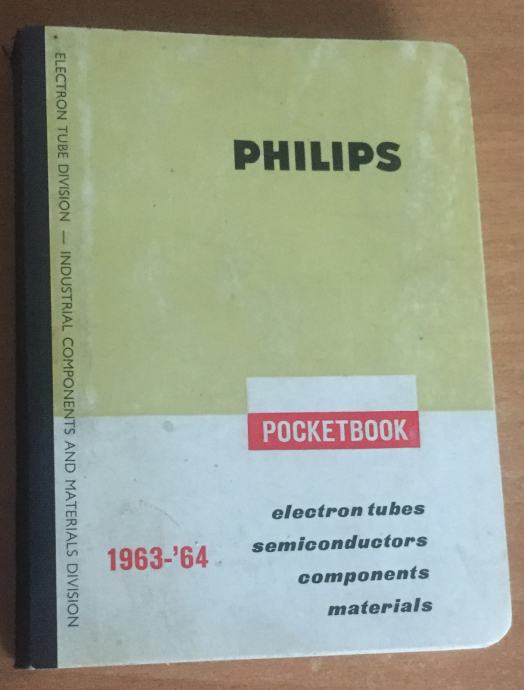 ELECTRON TUBE DIVISION — INDUSTRIAL COMPONENTS AND MATERIALS DIVISION
PHILIPS
POCKETBOOK
electron tubes
semiconductors
components
materials
1963-'64